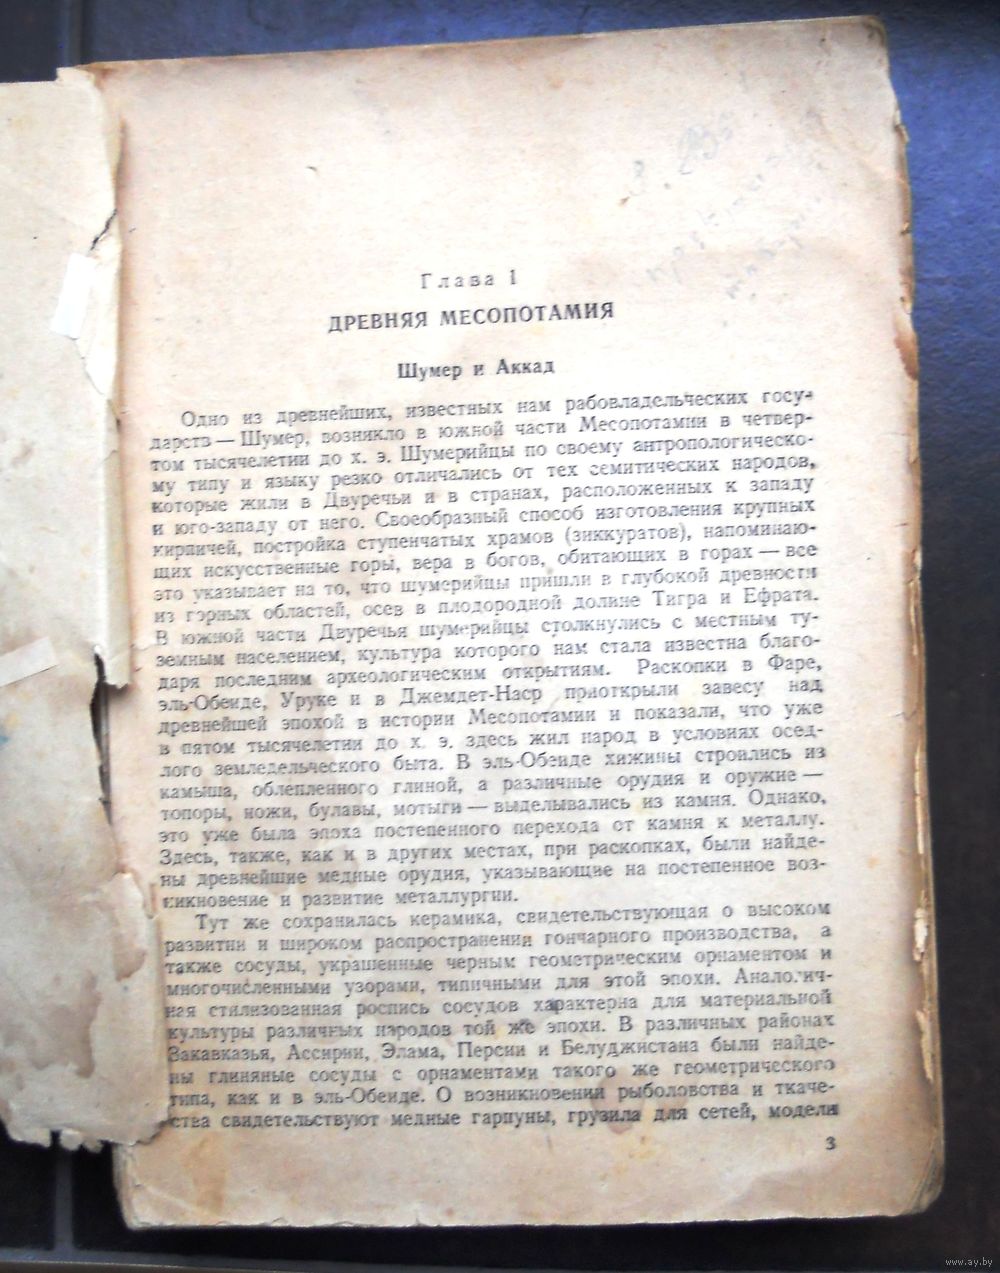 Глава 1
ДРЕВНЯЯ МЕСОПОТАМИЯ
Шумер и Аккад
Одно из древнейших, известных нам рабовладельческих госу-
дарств — Шумер, возникло в южной части Месопотамии в четвер-
том тысячелетии до х. э. Шумерийцы по своему антропологическо-
му типу и языку резко отличались от тех семитических народов,
которые жили в Двуречьи и в странах, расположенных к западу
и юго-западу от него. Своеобразный способ изготовления крупных
кирпичей, постройка ступенчатых храмов (зиккуратов), напоминаю-
щих искусственные горы, вера в богов, обитающих в горах — все
это указывает на то, что шумерийцы пришли в глубокой древности
из горных областей, осев в плодородной долине Тигра и Ефрата.
В южной части Двуречья шумерийцы столкнулись с местным ту-
земным населением, культура которого нам стала известна благо-
даря последним археологическим открытиям. Раскопки в Фаре,
эль-Обеиде, Уруке и в Джемдет-Наср приоткрыли завесу над
древнейшей эпохой в истории Месопотамии и показали, что уже
в пятом тысячелетии до х. э. здесь жил народ в условиях осед-
лого земледельческого быта. В эль-Обеиде хижины строились из
камыша, облепленного глиной, а различные орудия и оружие —
топоры, ножи, булавы, мотыги — выделывались из камня. Однако,
это уже была эпоха постепенного перехода от камня к металлу.
Здесь, также, как и в других местах, при раскопках, были найде-
ны древнейшие медные орудия, указывающие на постепенное воз-
никновение и развитие металлургии.
Тут же сохранилась керамика, свидетельствующая о высоком
развитии и широком распространении гончарного производства, а
также сосуды, украшенные черным геометрическим орнаментом и
многочисленными узорами, типичными для этой эпохи. Аналогич-
ная стилизованная роспись сосудов характерна для материальной
культуры различных народов той же эпохи. В различных районах
Закавказья, Ассирии, Элама, Персии и Белуджистана были найде-
ны глиняные сосуды с орнаментами такого же геометрического
типа, как и в эль-Обеиде. О возникновении рыболовства и ткаче-
ства свидетельствуют медные гарпуны, грузила для сетей, модели
3
www.ay.by